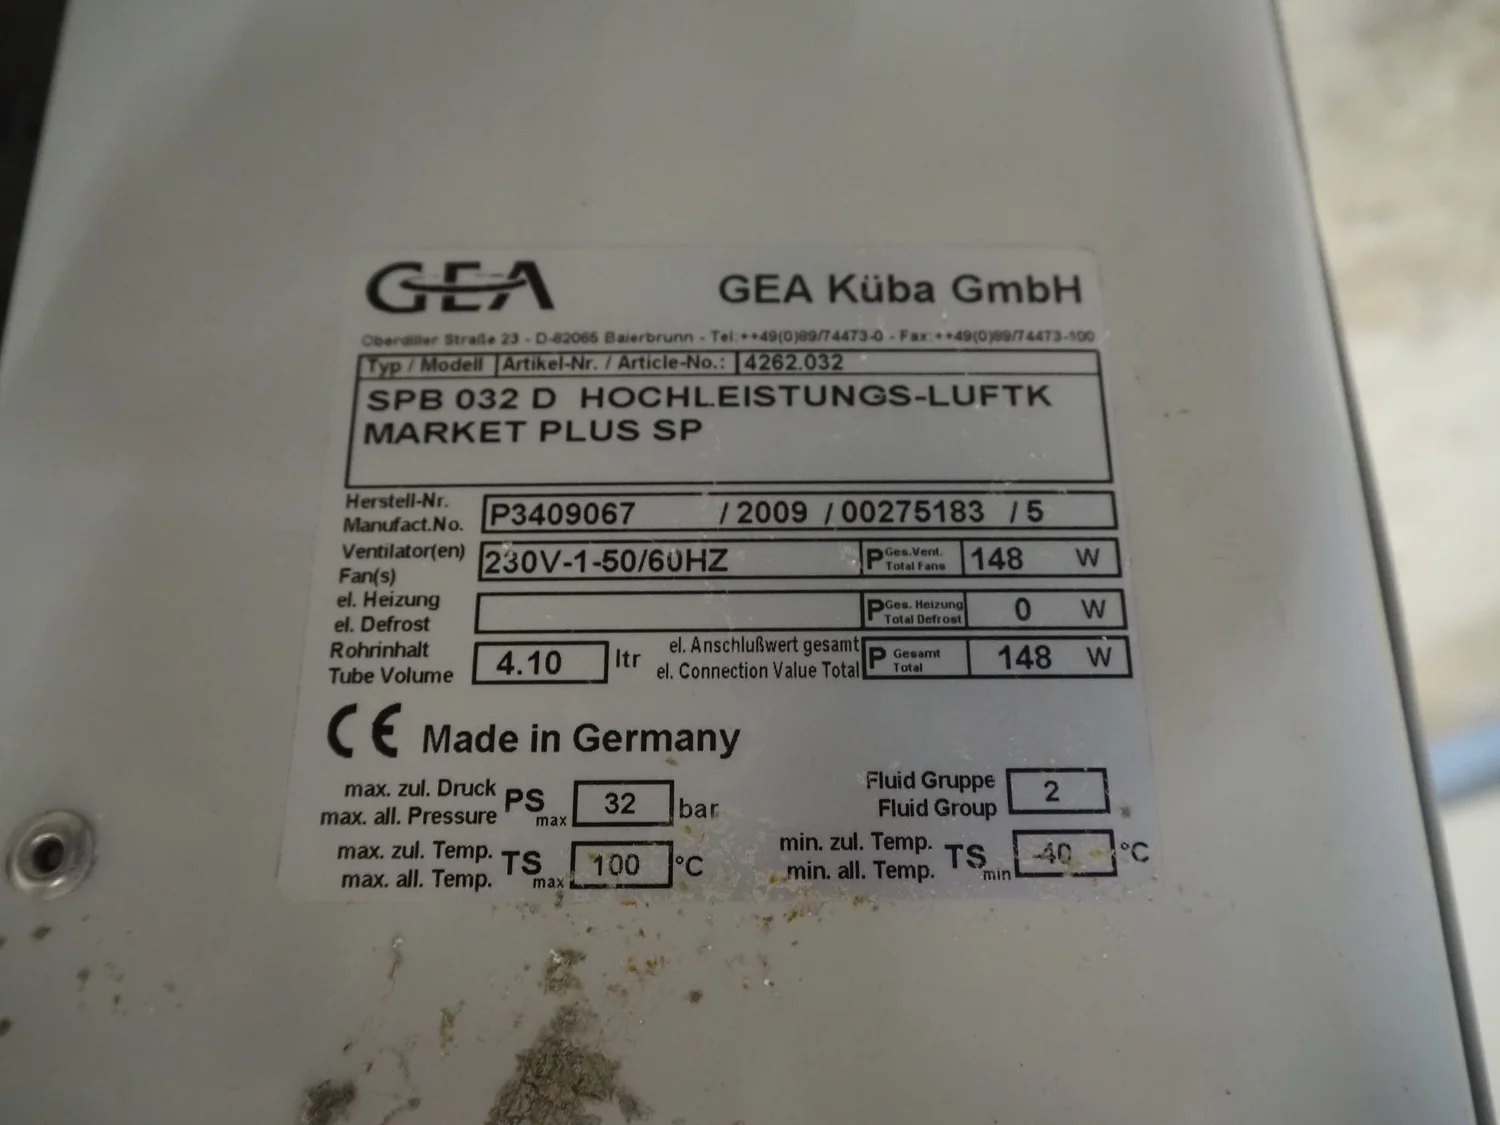 GEA GEA Küba GmbH
Oberdiller Straße 23 - D-82065 Baierbrunn - Tel:++49(0)89/74473-0 - Fax:++49(0)89/74473-100
Typ / Modell Artikel-Nr. / Article-No.: 4262.032
SPB 032 D HOCHLEISTUNGS-LUFTK
MARKET PLUS SP
Herstell-Nr.
Manufact.No. P3409067 / 2009 / 00275183 / 5
Ventilator(en)
Fan(s) 230V-1-50/60HZ P Ges.Vent. Total Fans 148 W
el. Heizung
el. Defrost P Ges. Heizung Total Defrost 0 W
Rohrinhalt
Tube Volume 4.10 ltr
el. Anschlußwert gesamt
el. Connection Value Total P Gesamt Total 148 W
CE Made in Germany
max. zul. Druck
max. all. Pressure PS max 32 bar
Fluid Gruppe
Fluid Group 2
max. zul. Temp.
max. all. Temp. TS max 100 °C
min. zul. Temp.
min. all. Temp. TS min -40 °C